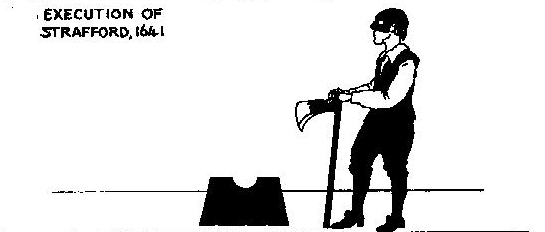 EXECUTION OF
STRAFFORD, 1641